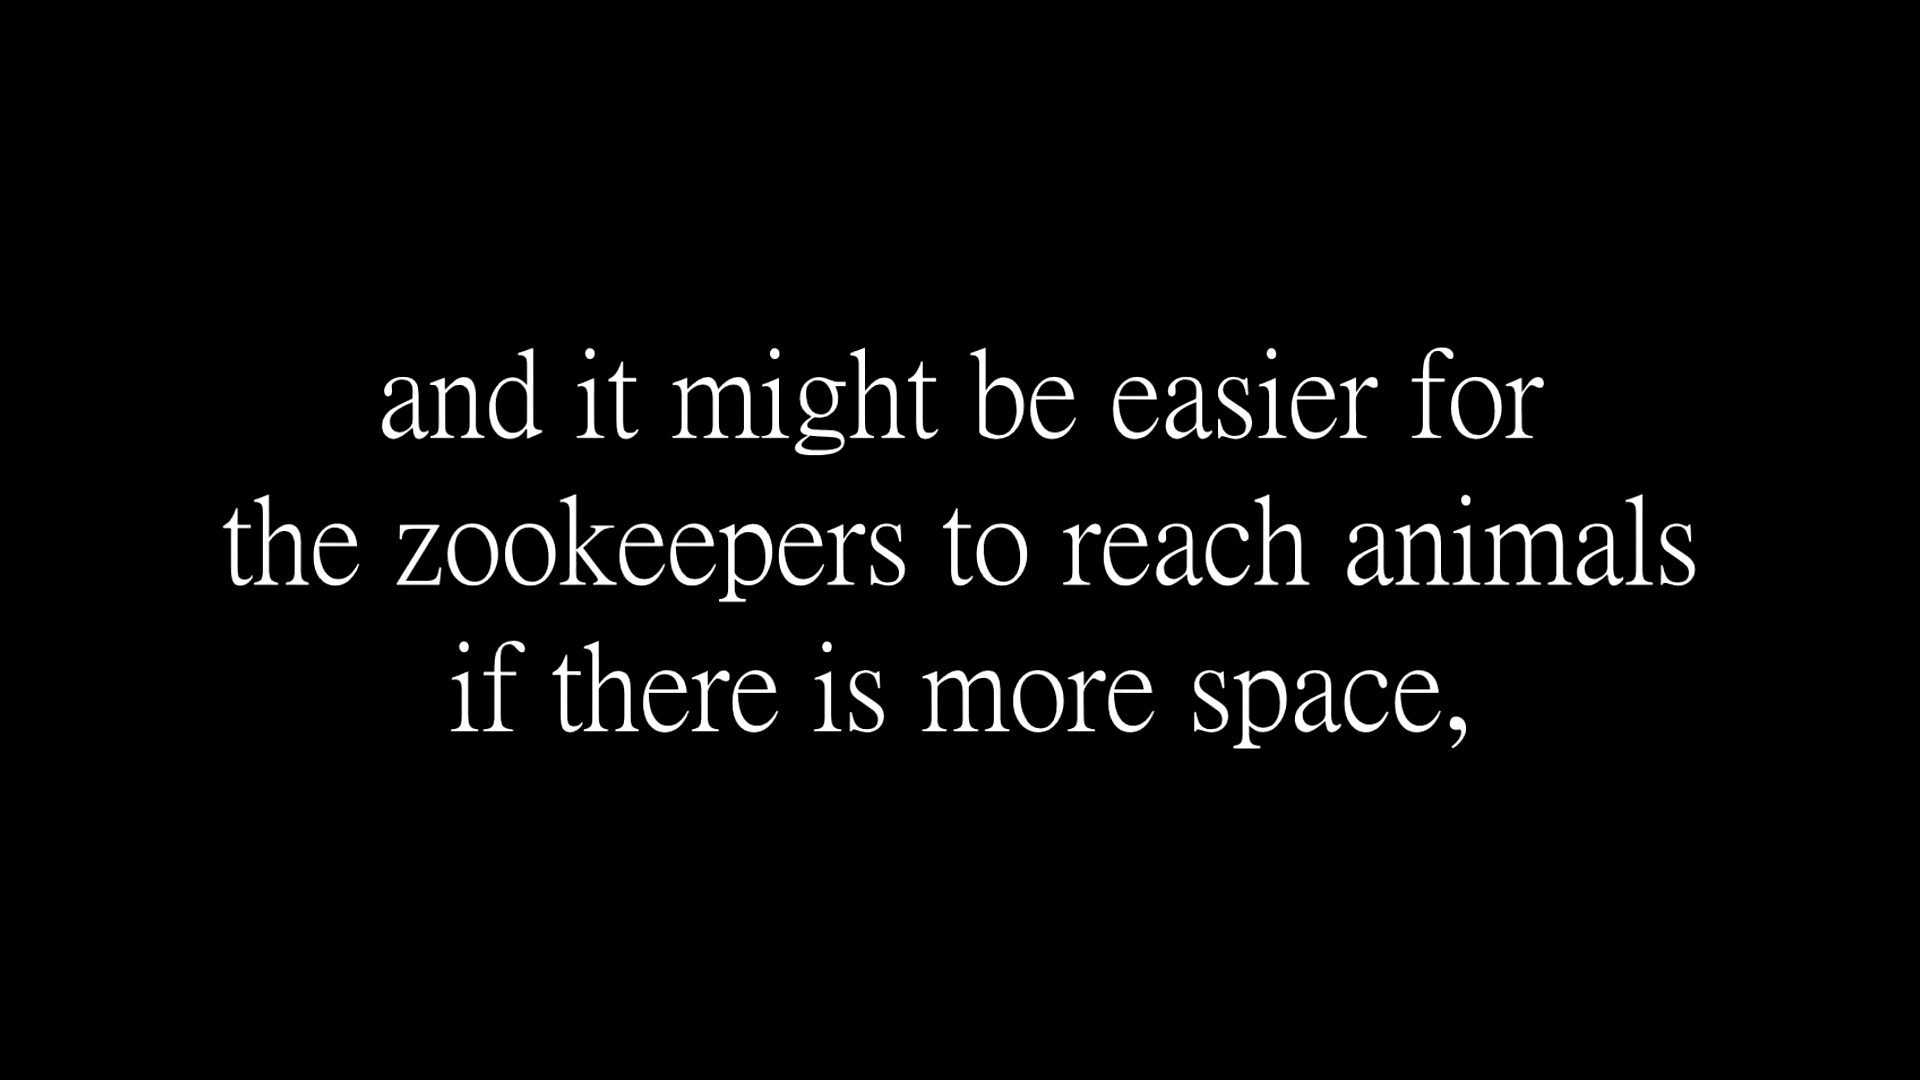 and it might be easier for
the zookeepers to reach animals
if there is more space,